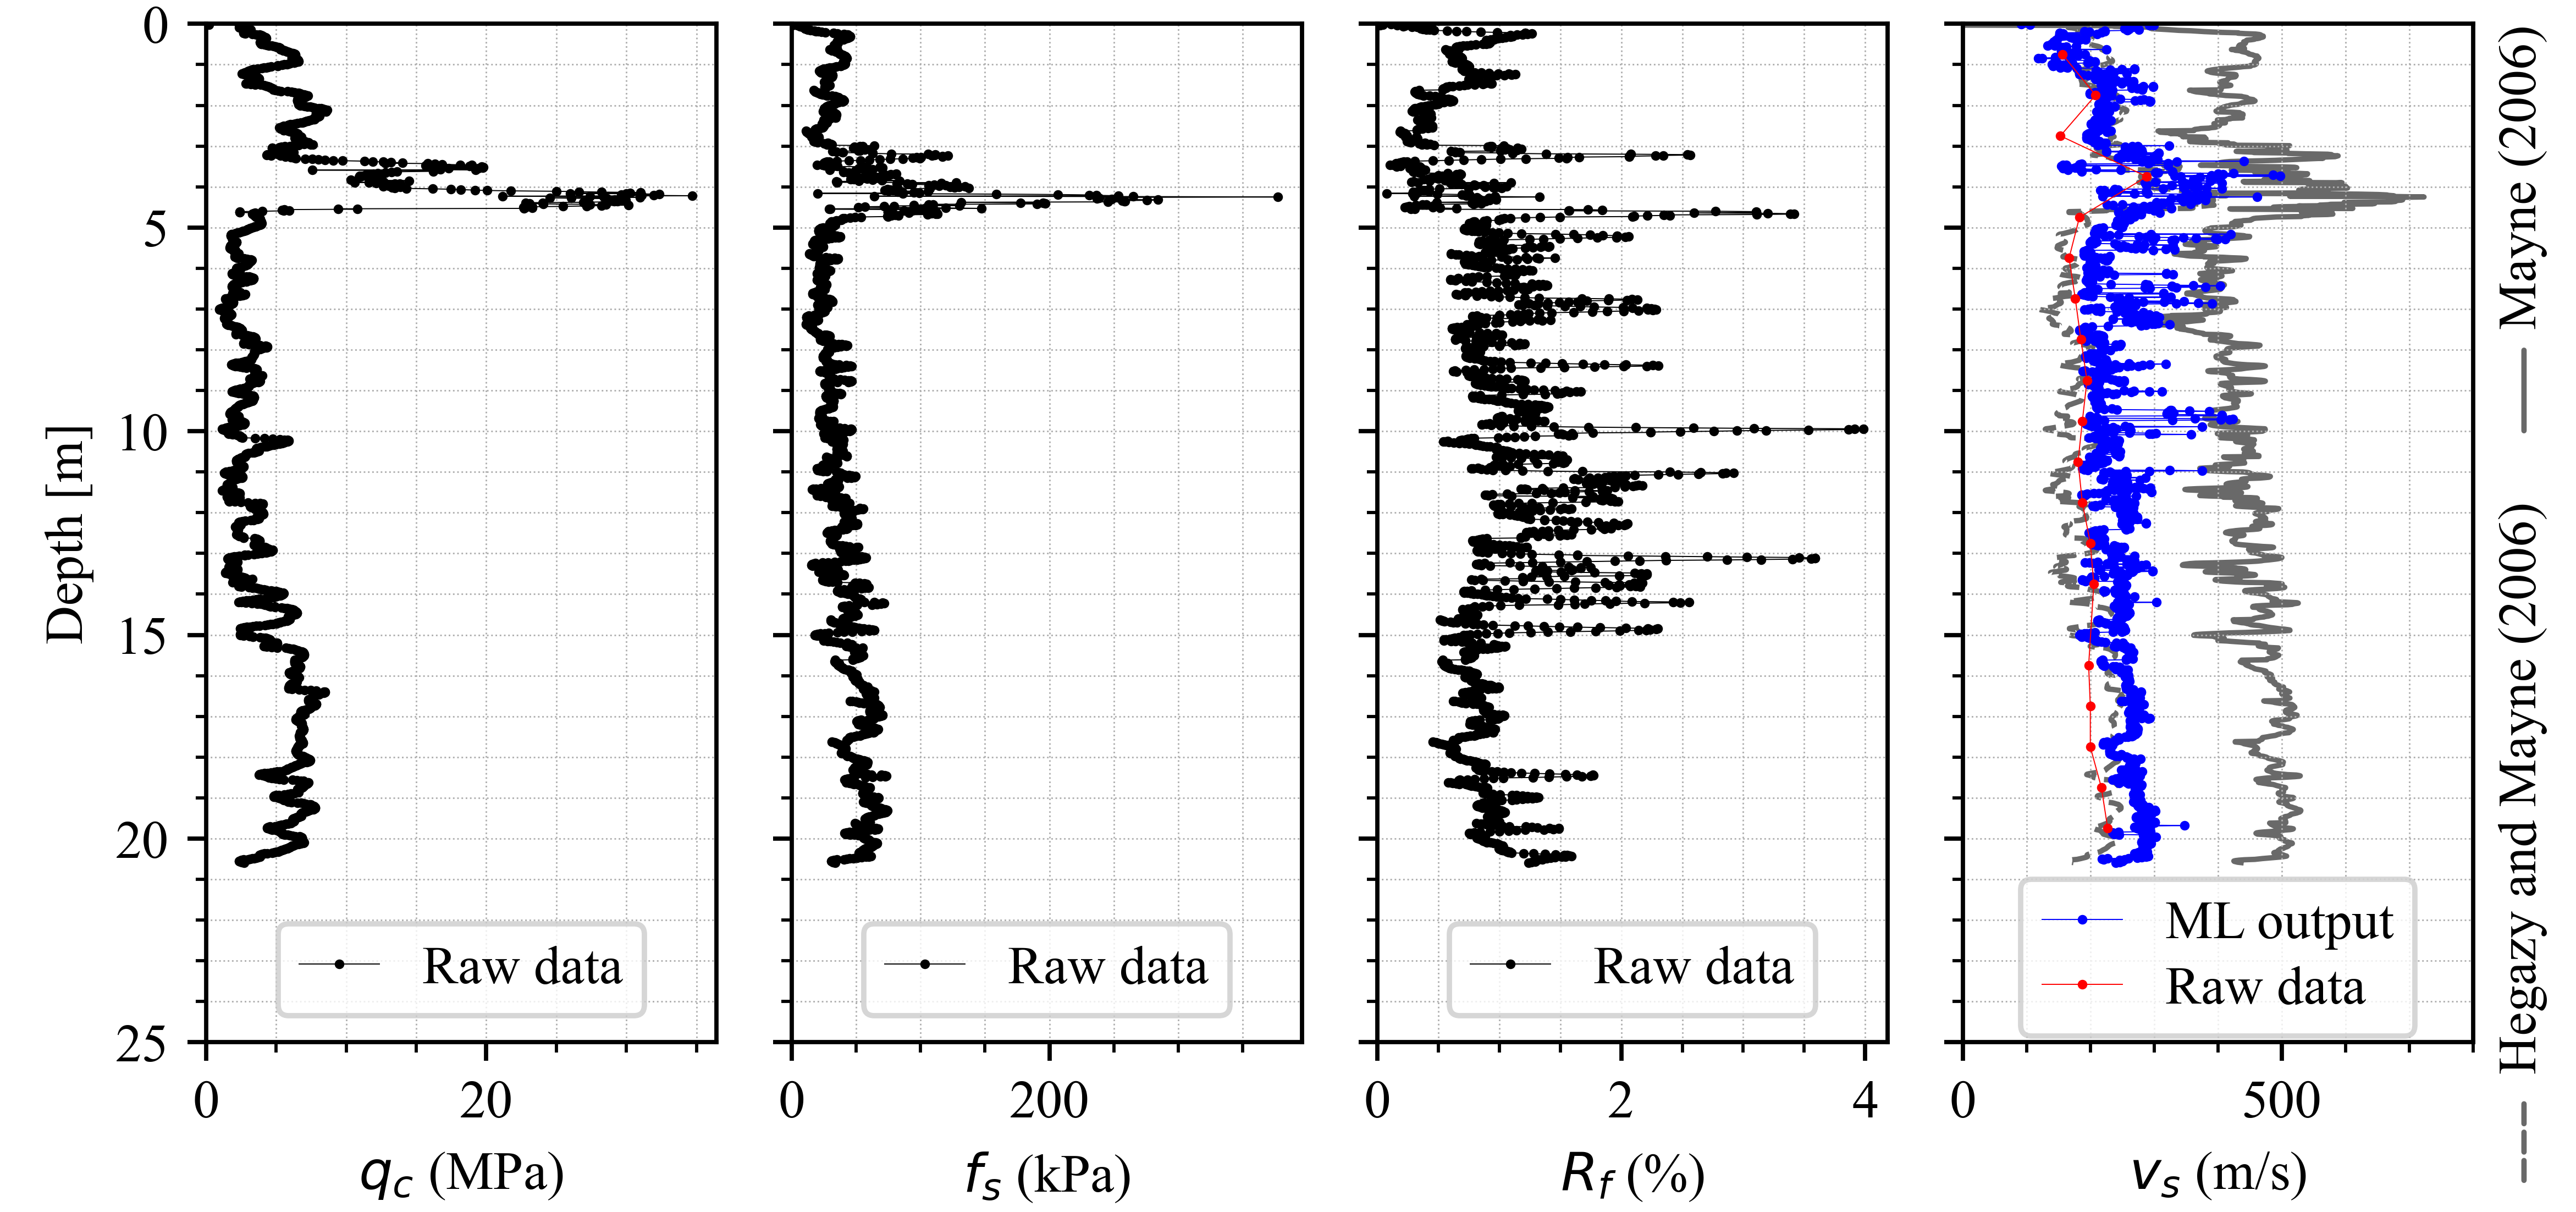 0
5
10
15
20
25
Depth [m]
0
20
q_c (MPa)
Raw data
0
200
f_s (kPa)
Raw data
0
2
4
R_f (%)
Raw data
0
500
v_s (m/s)
ML output
Raw data
Hegazy and Mayne (2006)
Mayne (2006)